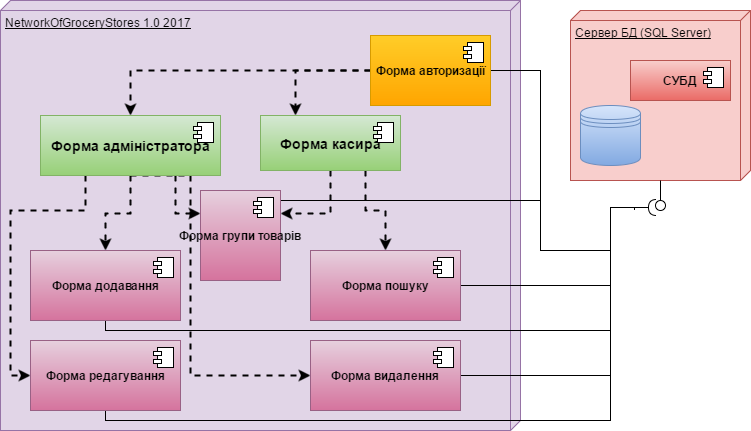 NetworkOfGroceryStores 1.0 2017
Сервер БД (SQL Server)
Форма авторизації
СУБД
Форма адміністратора
Форма касира
Форма групи товарів
Форма додавання
Форма пошуку
Форма редагування
Форма видалення